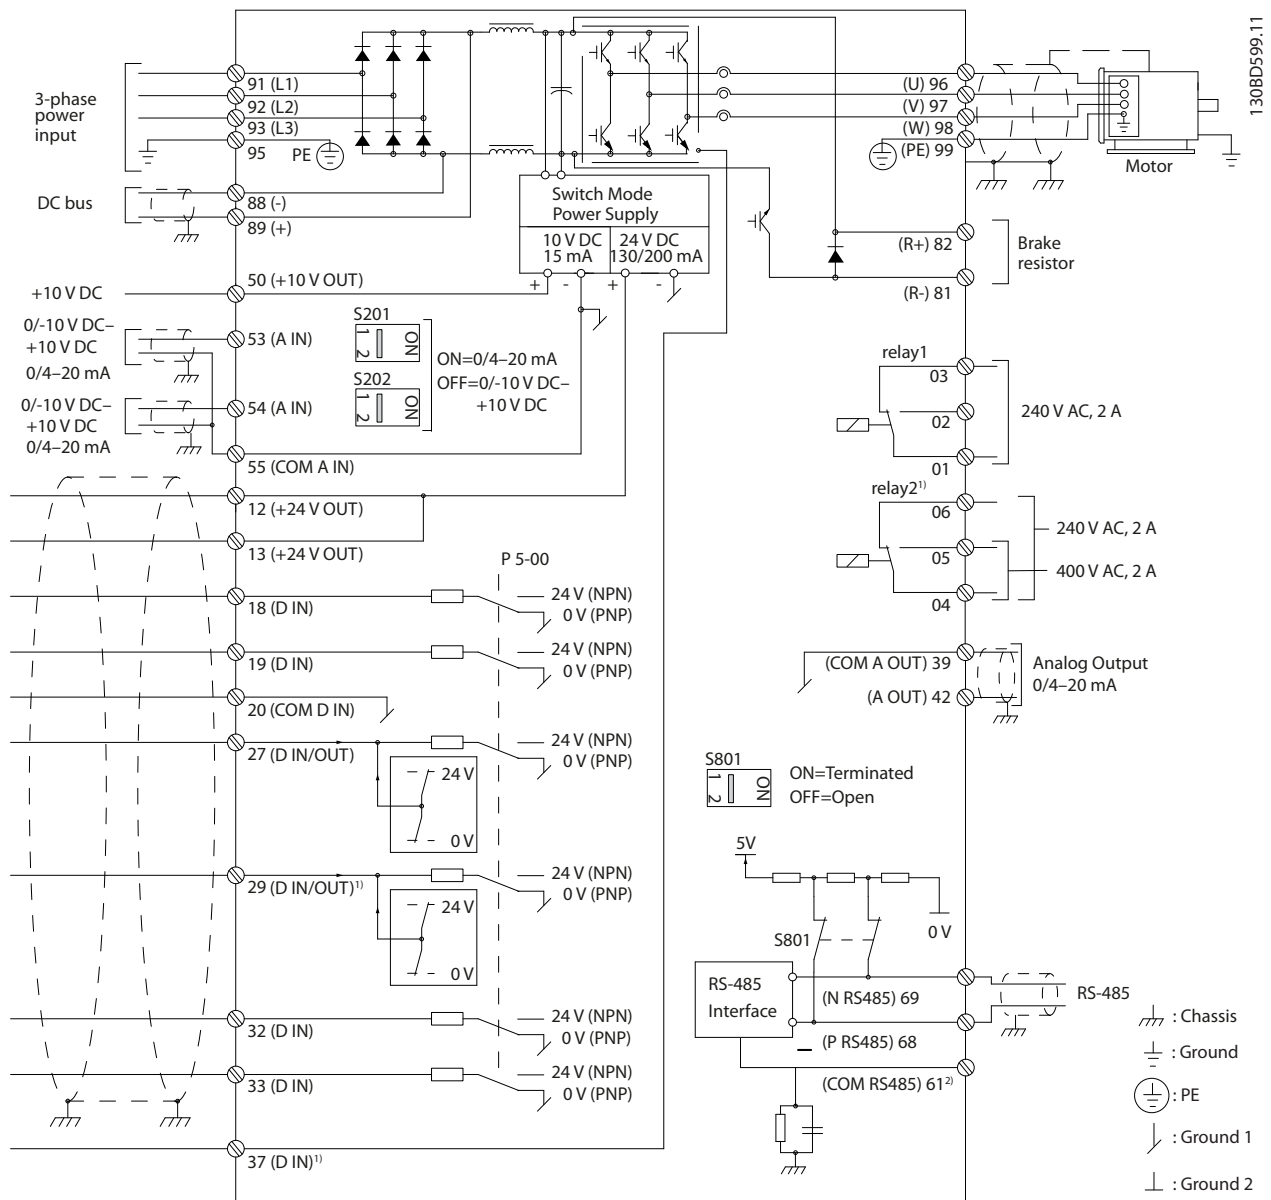 130BD599.11
3-phase
power
input
91 (L1)
92 (L2)
93 (L3)
95
PE
DC bus
88 (-)
89 (+)
Switch Mode
Power Supply
10 V DC
15 mA
24 V DC
130/200 mA
+ - + -
(U) 96
(V) 97
(W) 98
(PE) 99
Motor
(R+) 82
(R-) 81
Brake
resistor
+10 V DC
50 (+10 V OUT)
0/-10 V DC–
+10 V DC
0/4–20 mA
53 (A IN)
0/-10 V DC–
+10 V DC
0/4–20 mA
54 (A IN)
55 (COM A IN)
S201
1 2 ON
S202
1 2 ON
ON=0/4–20 mA
OFF=0/-10 V DC–
+10 V DC
relay1
03
02
01
240 V AC, 2 A
relay2¹⁾
06
05
04
240 V AC, 2 A
400 V AC, 2 A
12 (+24 V OUT)
13 (+24 V OUT)
P 5-00
18 (D IN)
24 V (NPN)
0 V (PNP)
19 (D IN)
24 V (NPN)
0 V (PNP)
20 (COM D IN)
27 (D IN/OUT)
24 V (NPN)
0 V (PNP)
24 V
0 V
29 (D IN/OUT)¹⁾
24 V (NPN)
0 V (PNP)
24 V
0 V
32 (D IN)
24 V (NPN)
0 V (PNP)
33 (D IN)
24 V (NPN)
0 V (PNP)
37 (D IN)¹⁾
(COM A OUT) 39
(A OUT) 42
Analog Output
0/4–20 mA
S801
1 2 ON
ON=Terminated
OFF=Open
5V
0 V
S801
RS-485
Interface
(N RS485) 69
(P RS485) 68
(COM RS485) 61²⁾
RS-485
: Chassis
: Ground
: PE
: Ground 1
: Ground 2